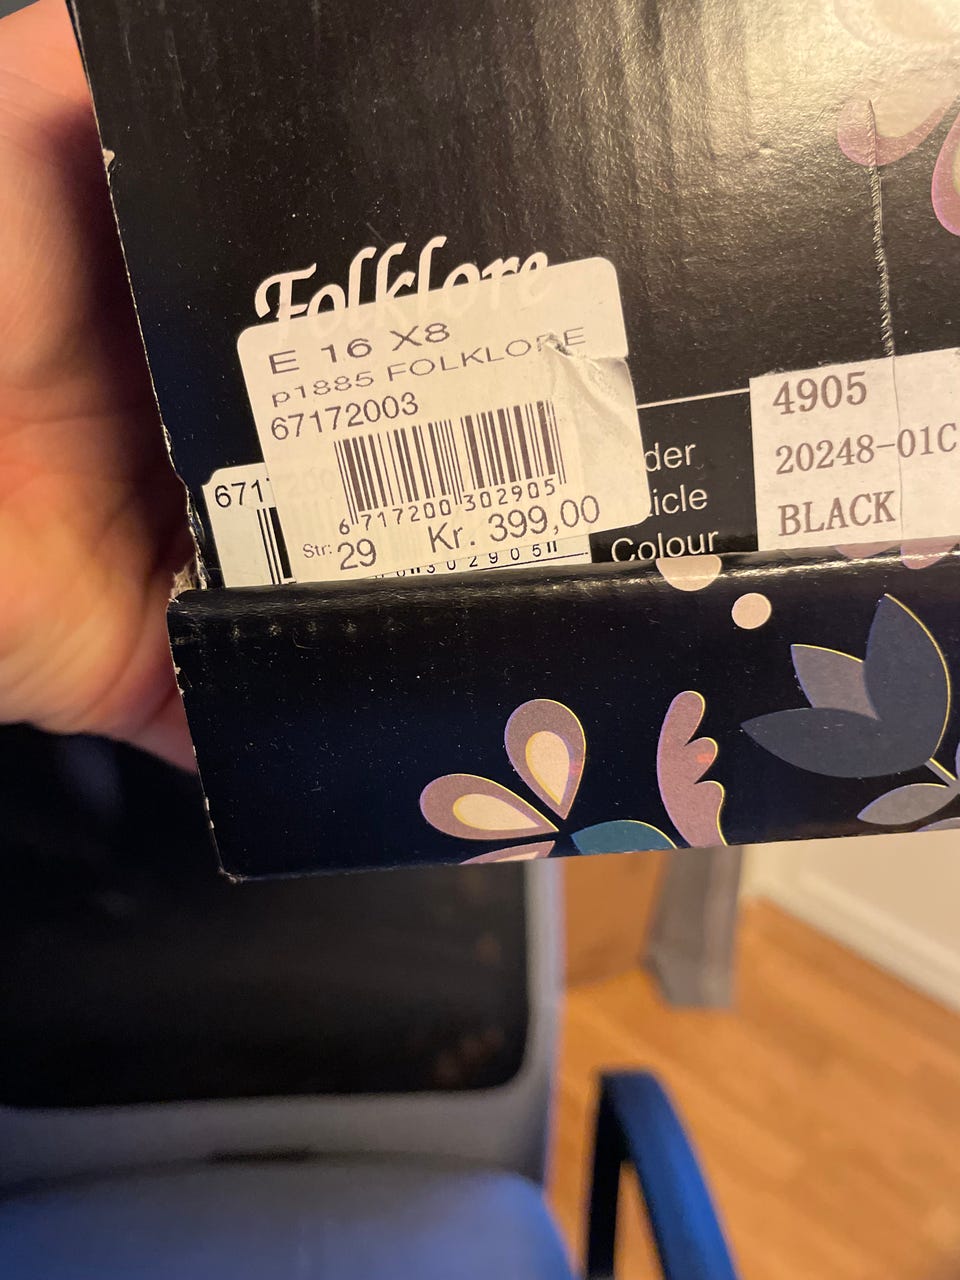 Folklore
E 16 X8
p1885 FOLKLORE
67172003
6 717200 302905
Str: 29 Kr. 399,00
671
302905
der 4905
icle 20248-01C
Colour BLACK